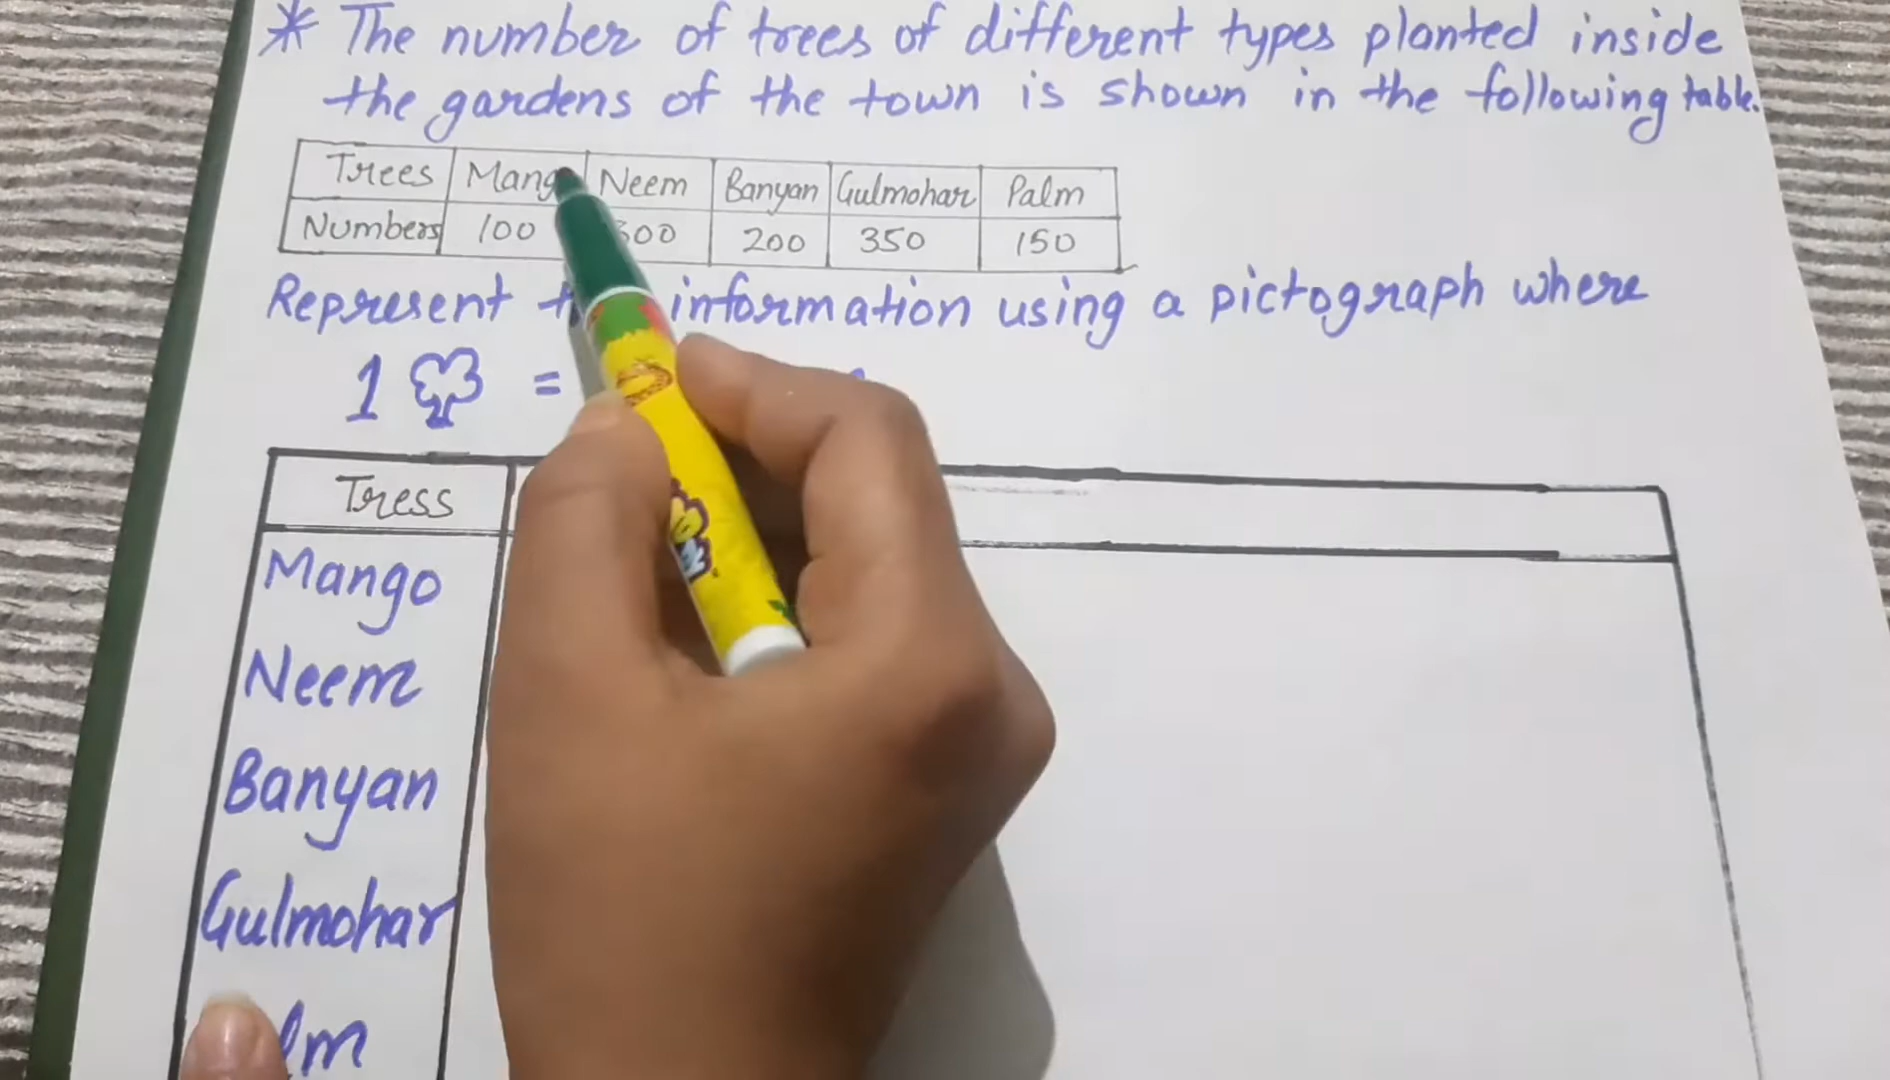 * The number of trees of different types planted inside
the gardens of the town is shown in the following table.
Trees Neem Banyan Gulmohar Palm
Numbers 100 200 350 150
Represent information using a pictograph where
1 =
Tress
Mango
Neem
Banyan
Gulmohar